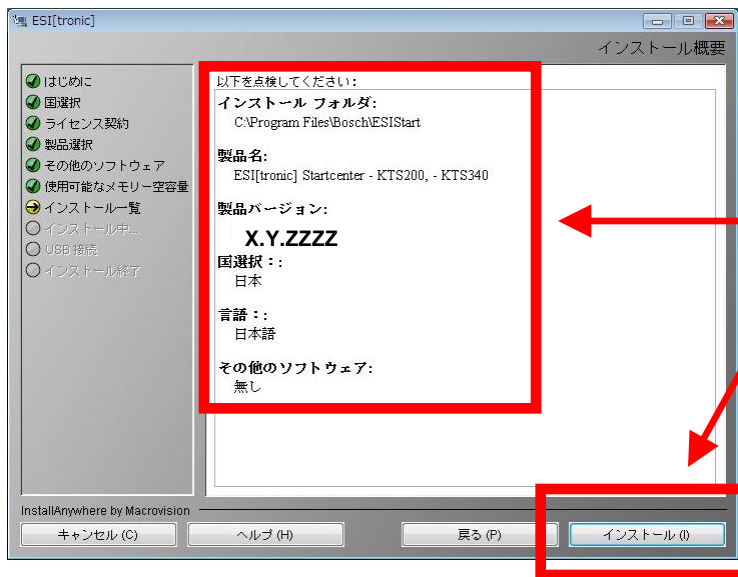 ESI[tronic]
インストール概要
はじめに
国選択
ライセンス契約
製品選択
その他のソフトウェア
使用可能なメモリー空容量
インストール一覧
インストール中...
USB 接続
インストール終了
以下を点検してください:
インストール フォルダ:
C:\Program Files\Bosch\ESIStart
製品名:
ESI[tronic] Startcenter - KTS200, - KTS340
製品バージョン:
X.Y.ZZZZ
国選択：:
日本
言語：:
日本語
その他のソフトウェア:
無し
InstallAnywhere by Macrovision
キャンセル (C)
ヘルプ (H)
戻る (P)
インストール (I)